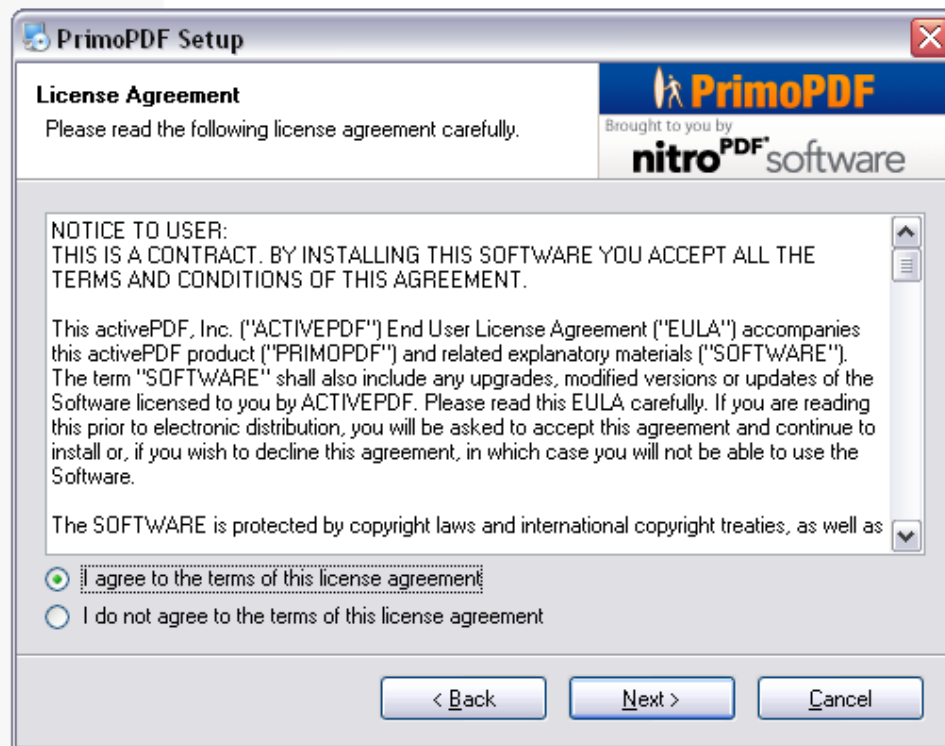 PrimoPDF Setup
License Agreement
Please read the following license agreement carefully.
PrimoPDF
Brought to you by
nitroPDF software
NOTICE TO USER:
THIS IS A CONTRACT. BY INSTALLING THIS SOFTWARE YOU ACCEPT ALL THE
TERMS AND CONDITIONS OF THIS AGREEMENT.
This activePDF, Inc. ("ACTIVEPDF") End User License Agreement ("EULA") accompanies
this activePDF product ("PRIMOPDF") and related explanatory materials ("SOFTWARE").
The term "SOFTWARE" shall also include any upgrades, modified versions or updates of the
Software licensed to you by ACTIVEPDF. Please read this EULA carefully. If you are reading
this prior to electronic distribution, you will be asked to accept this agreement and continue to
install or, if you wish to decline this agreement, in which case you will not be able to use the
Software.
The SOFTWARE is protected by copyright laws and international copyright treaties, as well as
I agree to the terms of this license agreement
I do not agree to the terms of this license agreement
< Back
Next >
Cancel